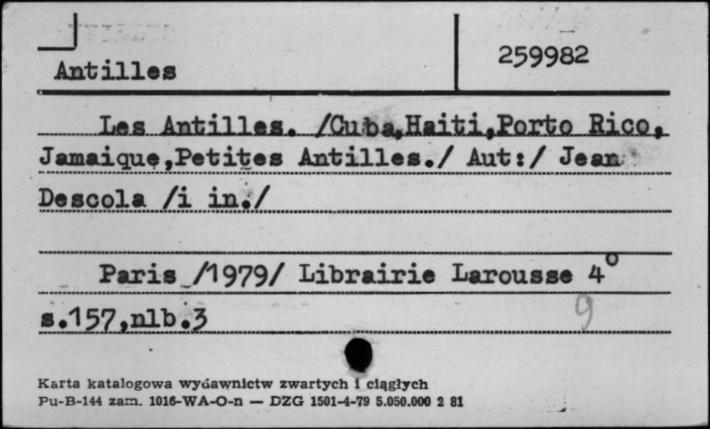 259982
Antilles
Les Antilles. /Cuba,Haiti,Porto Rico,
Jamaique,Petites Antilles./ Aut:/ Jean
Descola /i in./
Paris /1979/ Librairie Larousse 4°
s.157,nlb.3
9
Karta katalogowa wydawnictw zwartych i ciągłych
Pu-B-144 zam. 1016-WA-O-n — DZG 1501-4-79 5.050.000 2 81